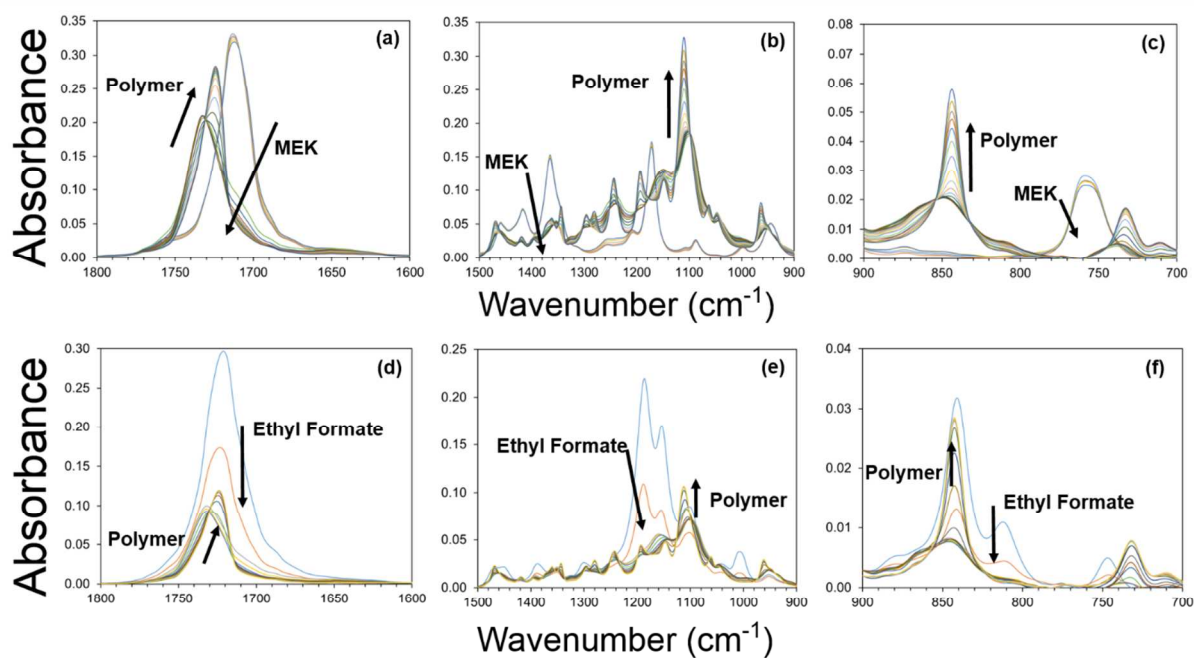 Absorbance
0.35
0.30
0.25
0.20
0.15
0.10
0.05
0.00
1800 1750 1700 1650 1600
(a)
Polymer
MEK
0.35
0.30
0.25
0.20
0.15
0.10
0.05
0.00
1500 1400 1300 1200 1100 1000 900
(b)
Polymer
MEK
0.08
0.07
0.06
0.05
0.04
0.03
0.02
0.01
0.00
900 850 800 750 700
(c)
Polymer
MEK
Wavenumber (cm-1)
Absorbance
0.30
0.25
0.20
0.15
0.10
0.05
0.00
1800 1750 1700 1650 1600
(d)
Ethyl Formate
Polymer
0.25
0.20
0.15
0.10
0.05
0.00
1500 1400 1300 1200 1100 1000 900
(e)
Ethyl Formate
Polymer
0.04
0.03
0.02
0.01
0.00
900 850 800 750 700
(f)
Polymer
Ethyl Formate
Wavenumber (cm-1)